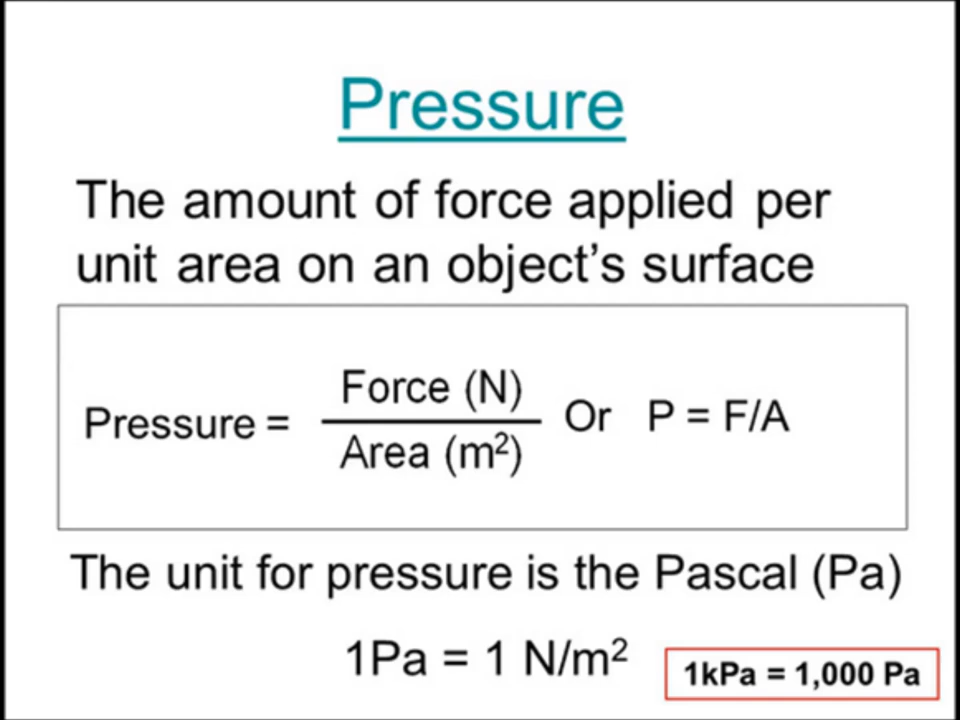 Pressure
The amount of force applied per
unit area on an object's surface
Pressure = Force (N) / Area (m²) Or P = F/A
The unit for pressure is the Pascal (Pa)
1Pa = 1 N/m²
1kPa = 1,000 Pa